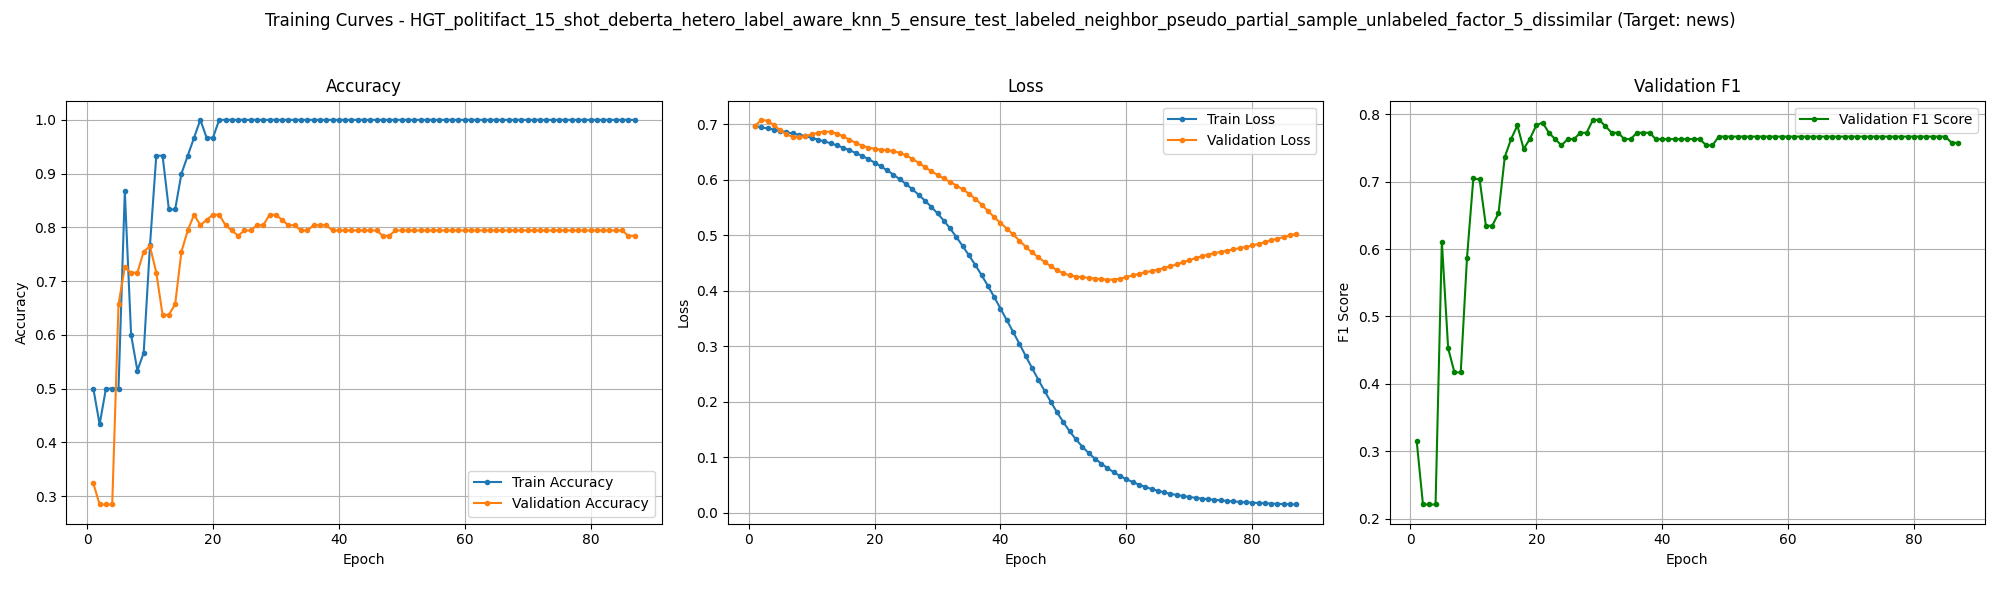 Training Curves - HGT_politifact_15_shot_deberta_hetero_label_aware_knn_5_ensure_test_labeled_neighbor_pseudo_partial_sample_unlabeled_factor_5_dissimilar (Target: news)
Accuracy
1.0
0.9
0.8
0.7
0.6
0.5
0.4
0.3
Accuracy
Train Accuracy
Validation Accuracy
0 20 40 60 80
Epoch
Loss
0.7
0.6
0.5
0.4
0.3
0.2
0.1
0.0
Loss
Train Loss
Validation Loss
0 20 40 60 80
Epoch
Validation F1
0.8
0.7
0.6
0.5
0.4
0.3
0.2
F1 Score
Validation F1 Score
0 20 40 60 80
Epoch